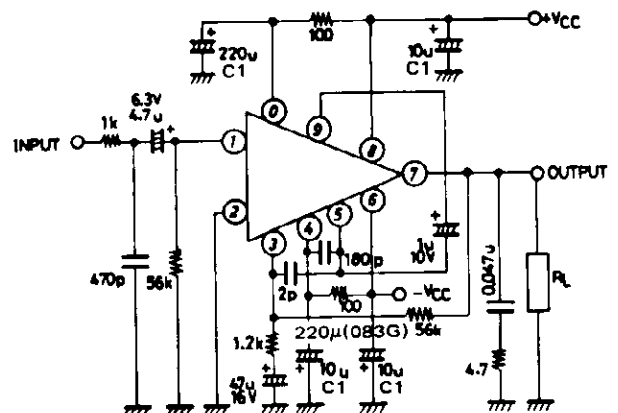 +VCC
100
220u
C1
10u
C1
6.3V
4.7u
1k
INPUT
0
9
1
8
7
OUTPUT
2
6
5
4
3
1u
10V
180p
470p
56k
2p
-VCC
100
0.047u
RL
220μ(083G)
56k
1.2k
4.7
47u
16V
10u
C1
10u
C1